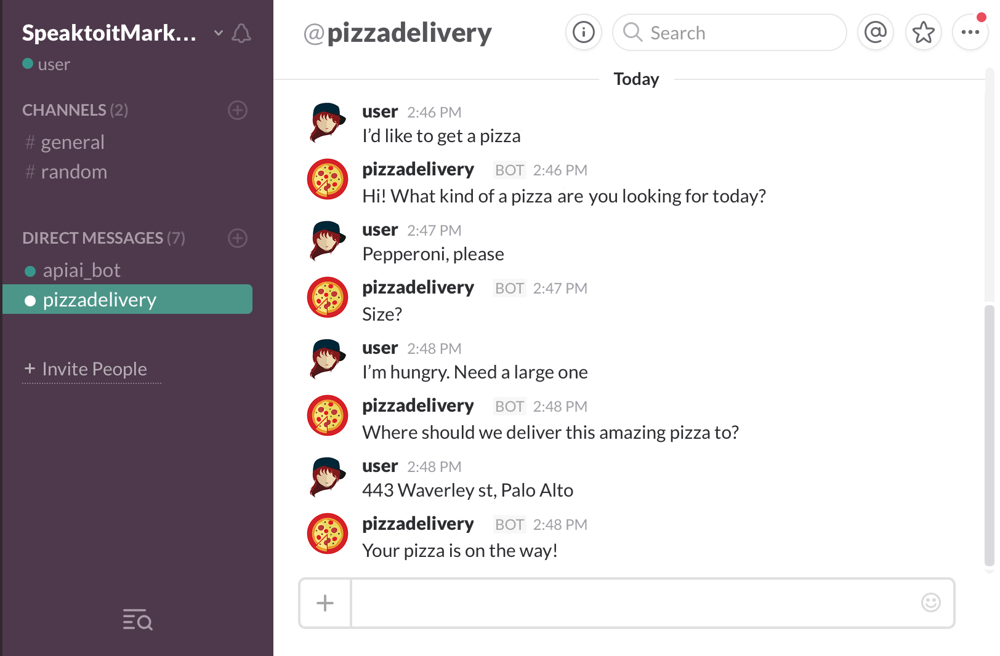 SpeaktoitMark...
user
CHANNELS (2)
# general
# random
DIRECT MESSAGES (7)
apiai_bot
pizzadelivery
+ Invite People
@pizzadelivery
Search
Today
user 2:46 PM
I’d like to get a pizza
pizzadelivery BOT 2:46 PM
Hi! What kind of a pizza are you looking for today?
user 2:47 PM
Pepperoni, please
pizzadelivery BOT 2:47 PM
Size?
user 2:48 PM
I’m hungry. Need a large one
pizzadelivery BOT 2:48 PM
Where should we deliver this amazing pizza to?
user 2:48 PM
443 Waverley st, Palo Alto
pizzadelivery BOT 2:48 PM
Your pizza is on the way!